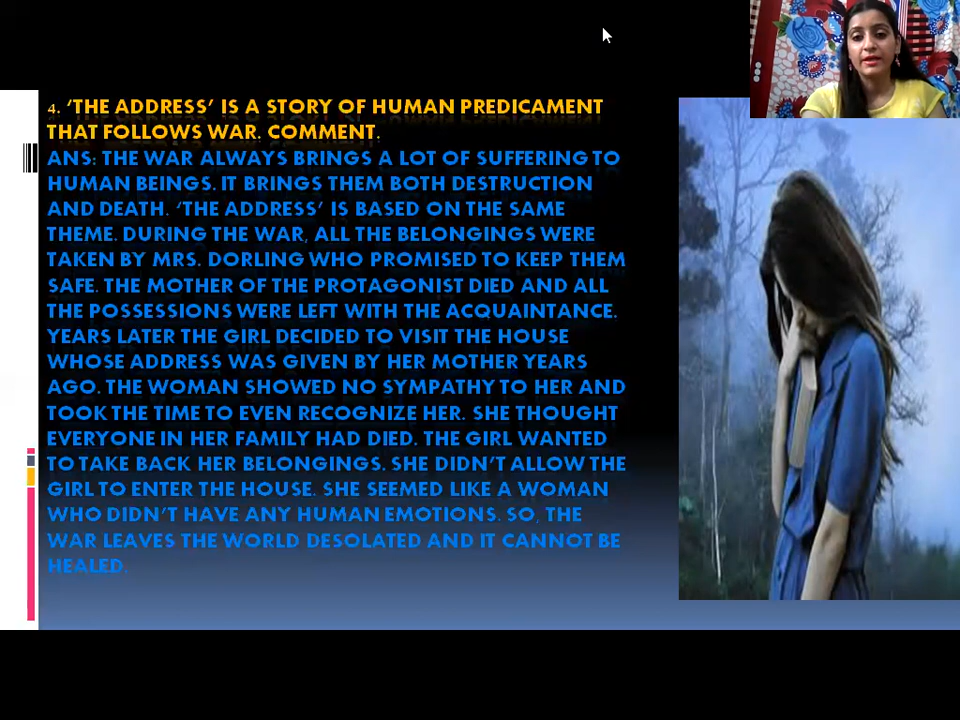 4. ‘THE ADDRESS’ IS A STORY OF HUMAN PREDICAMENT
THAT FOLLOWS WAR. COMMENT.
ANS: THE WAR ALWAYS BRINGS A LOT OF SUFFERING TO
HUMAN BEINGS. IT BRINGS THEM BOTH DESTRUCTION
AND DEATH. ‘THE ADDRESS’ IS BASED ON THE SAME
THEME. DURING THE WAR, ALL THE BELONGINGS WERE
TAKEN BY MRS. DORLING WHO PROMISED TO KEEP THEM
SAFE. THE MOTHER OF THE PROTAGONIST DIED AND ALL
THE POSSESSIONS WERE LEFT WITH THE ACQUAINTANCE.
YEARS LATER THE GIRL DECIDED TO VISIT THE HOUSE
WHOSE ADDRESS WAS GIVEN BY HER MOTHER YEARS
AGO. THE WOMAN SHOWED NO SYMPATHY TO HER AND
TOOK THE TIME TO EVEN RECOGNIZE HER. SHE THOUGHT
EVERYONE IN HER FAMILY HAD DIED. THE GIRL WANTED
TO TAKE BACK HER BELONGINGS. SHE DIDN’T ALLOW THE
GIRL TO ENTER THE HOUSE. SHE SEEMED LIKE A WOMAN
WHO DIDN’T HAVE ANY HUMAN EMOTIONS. SO, THE
WAR LEAVES THE WORLD DESOLATED AND IT CANNOT BE
HEALED.